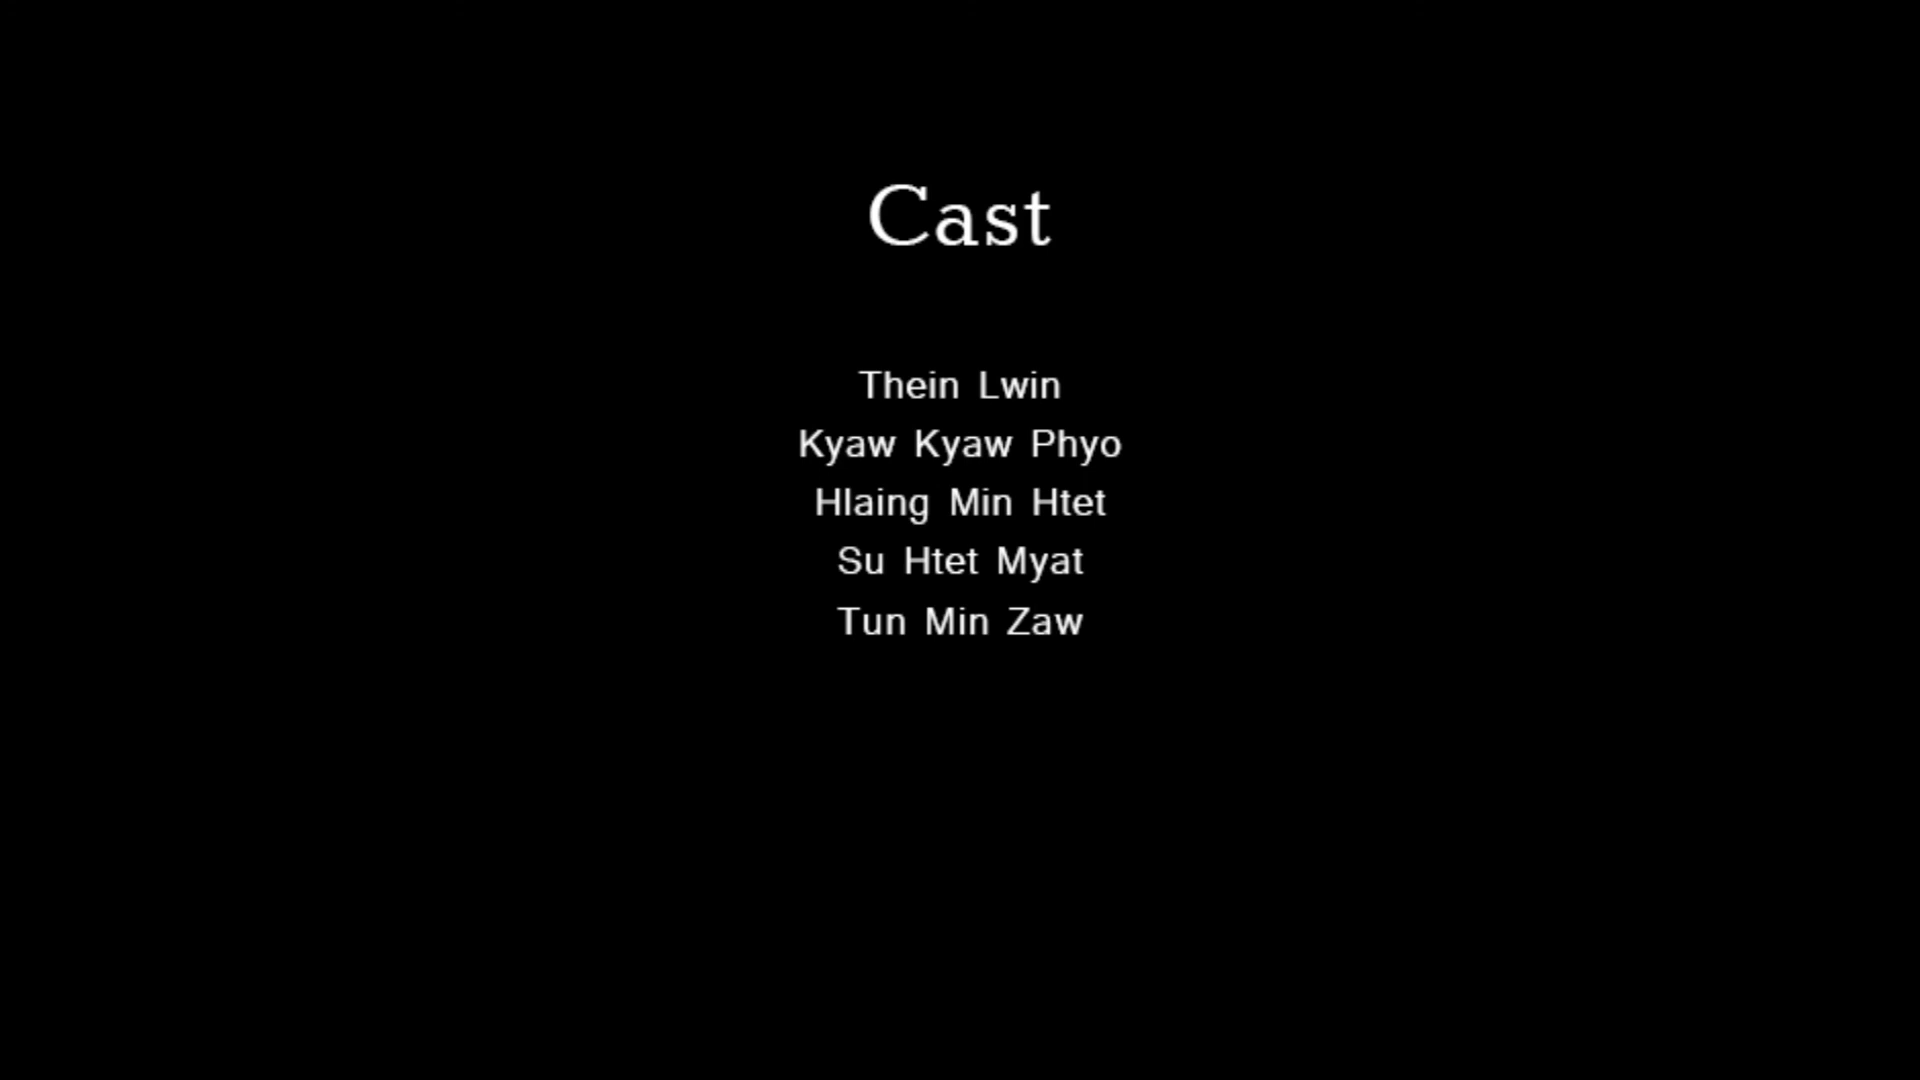 Cast
Thein Lwin
Kyaw Kyaw Phyo
Hlaing Min Htet
Su Htet Myat
Tun Min Zaw